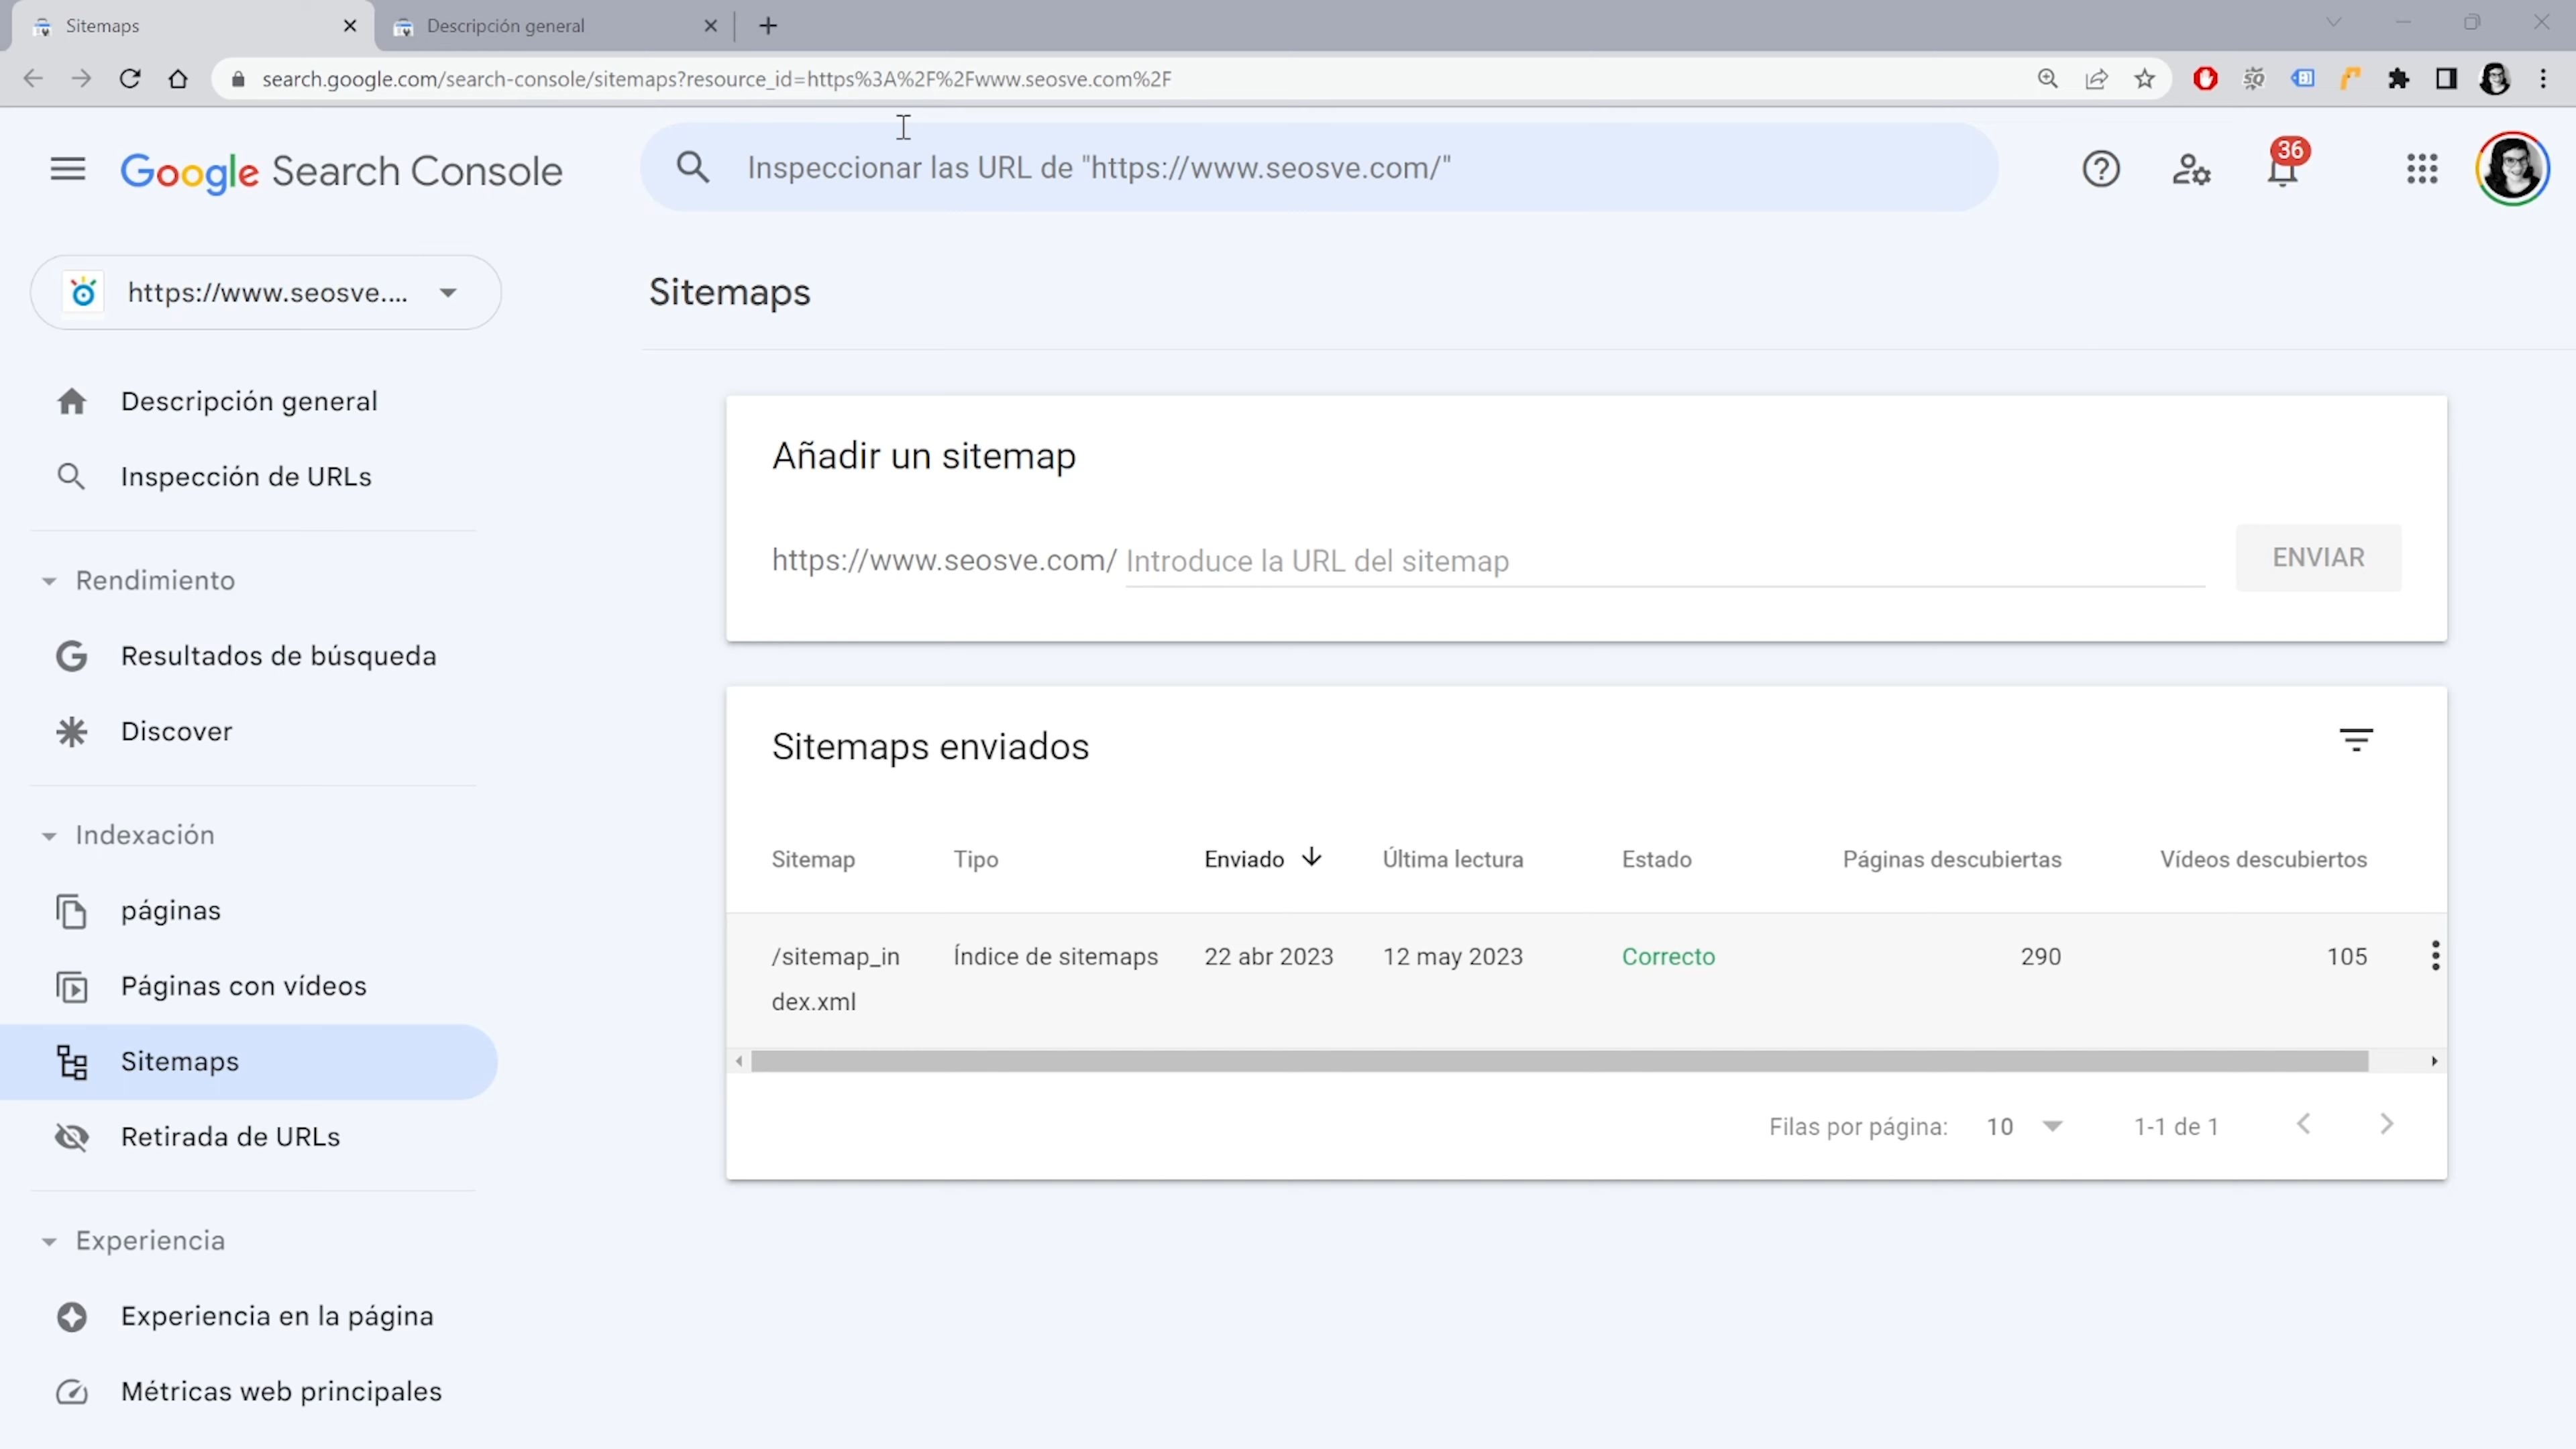 Sitemaps
Descripción general
search.google.com/search-console/sitemaps?resource_id=https%3A%2F%2Fwww.seosve.com%2F
Google Search Console
Inspeccionar las URL de "https://www.seosve.com/"
36
https://www.seosve....
Sitemaps
Descripción general
Inspección de URLs
Rendimiento
Resultados de búsqueda
Discover
Indexación
páginas
Páginas con vídeos
Sitemaps
Retirada de URLs
Experiencia
Experiencia en la página
Métricas web principales
Añadir un sitemap
https://www.seosve.com/ Introduce la URL del sitemap
ENVIAR
Sitemaps enviados
Sitemap Tipo Enviado Última lectura Estado Páginas descubiertas Vídeos descubiertos
/sitemap_in Índice de sitemaps 22 abr 2023 12 may 2023 Correcto 290 105
dex.xml
Filas por página: 10 1-1 de 1